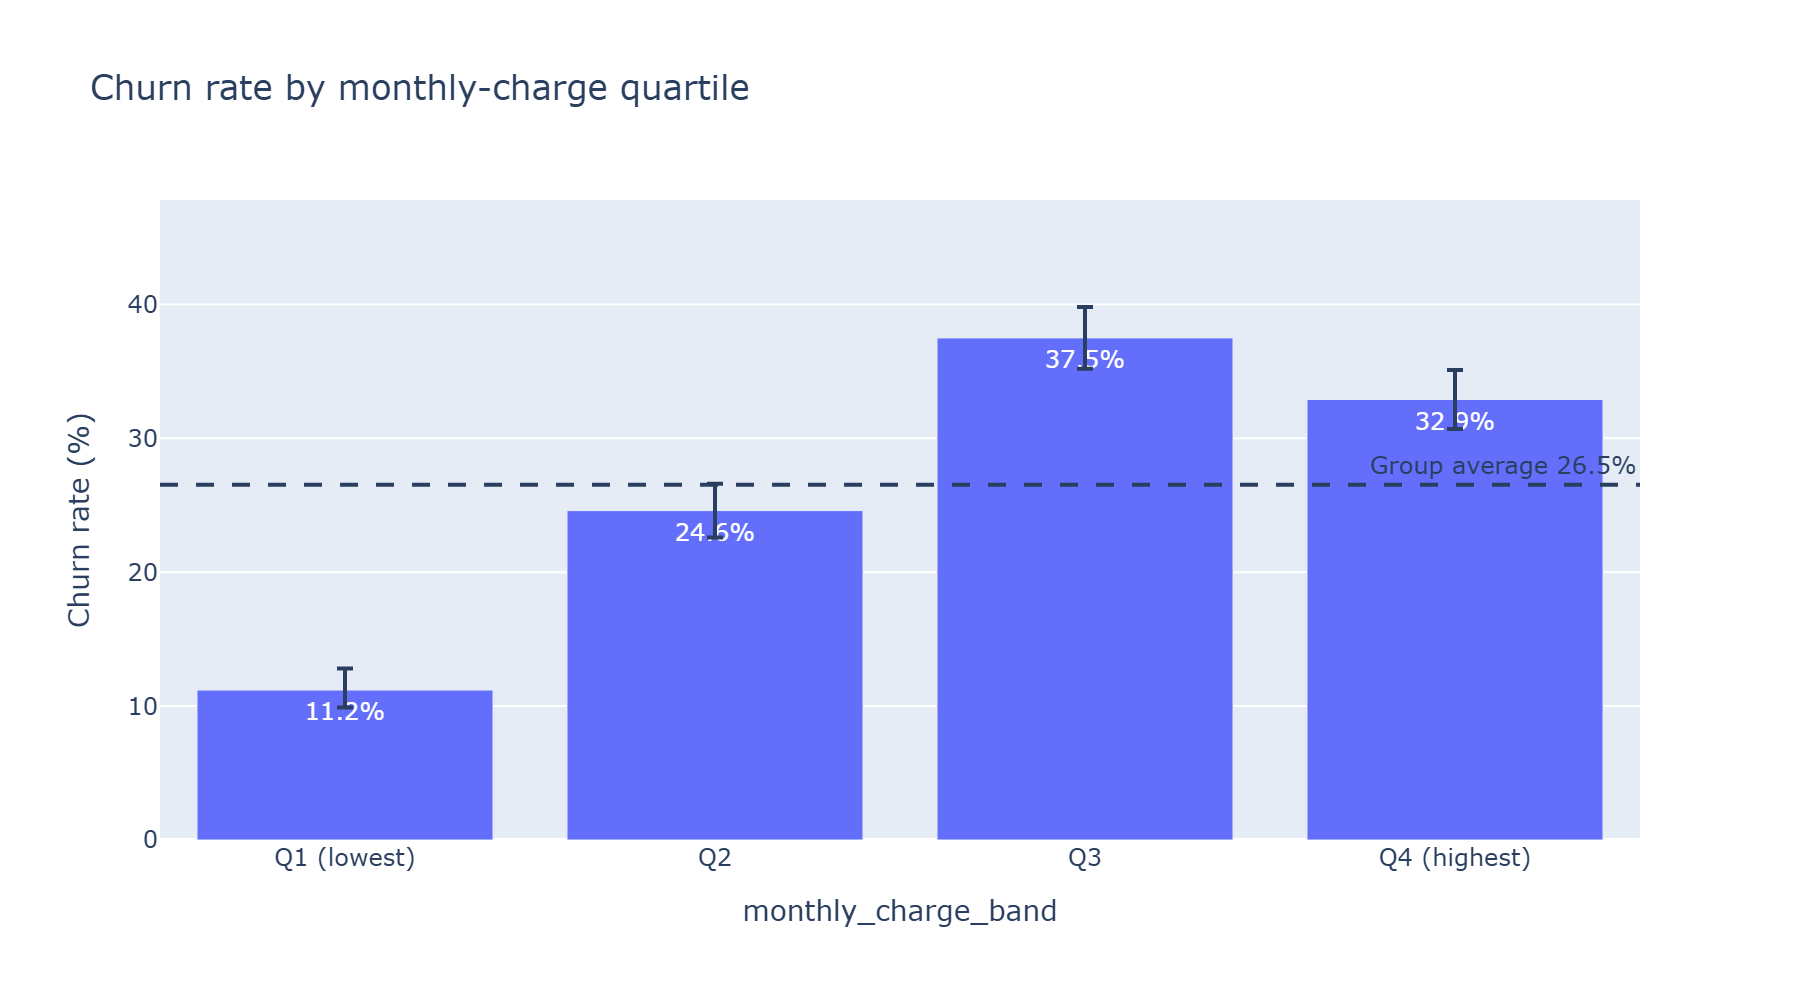 Churn rate by monthly-charge quartile
Churn rate (%)
40
30
20
10
0
11.2%
24.6%
37.5%
32.9%
Group average 26.5%
Q1 (lowest)
Q2
Q3
Q4 (highest)
monthly_charge_band